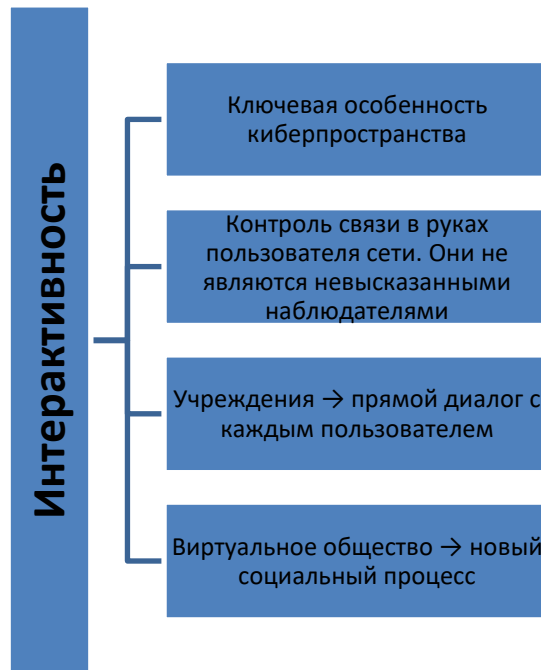 Интерактивность
Ключевая особенность
киберпространства
Контроль связи в руках
пользователя сети. Они не
являются невысказанными
наблюдателями
Учреждения → прямой диалог с
каждым пользователем
Виртуальное общество → новый
социальный процесс